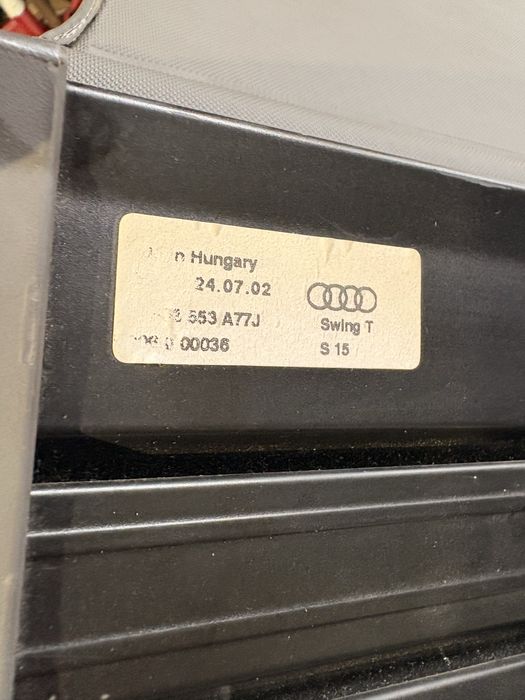 Hungary
24.07.02
553 A77J
00036
Swing T
S 15